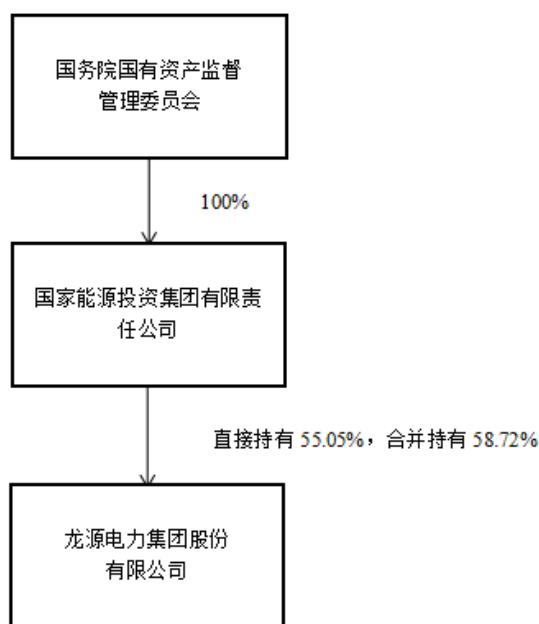 国务院国有资产监督
管理委员会
100%
国家能源投资集团有限责
任公司
直接持有 55.05%，合并持有 58.72%
龙源电力集团股份
有限公司